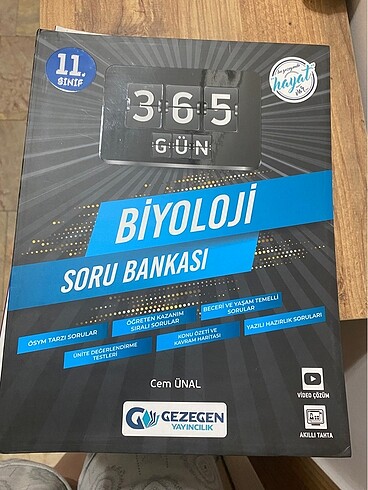 11.
SINIF
hayat
var
365
GÜN
BİYOLOJİ
SORU BANKASI
ÖSYM TARZI SORULAR
ÖĞRETEN KAZANIM
SIRALI SORULAR
BECERİ VE YAŞAM TEMELLİ
SORULAR
ÜNİTE DEĞERLENDİRME
TESTLERİ
KONU ÖZETİ VE
KAVRAM HARİTASI
YAZILI HAZIRLIK SORULARI
Cem ÜNAL
GEZEGEN
YAYINCILIK
VİDEO ÇÖZÜM
AKILLI TAHTA